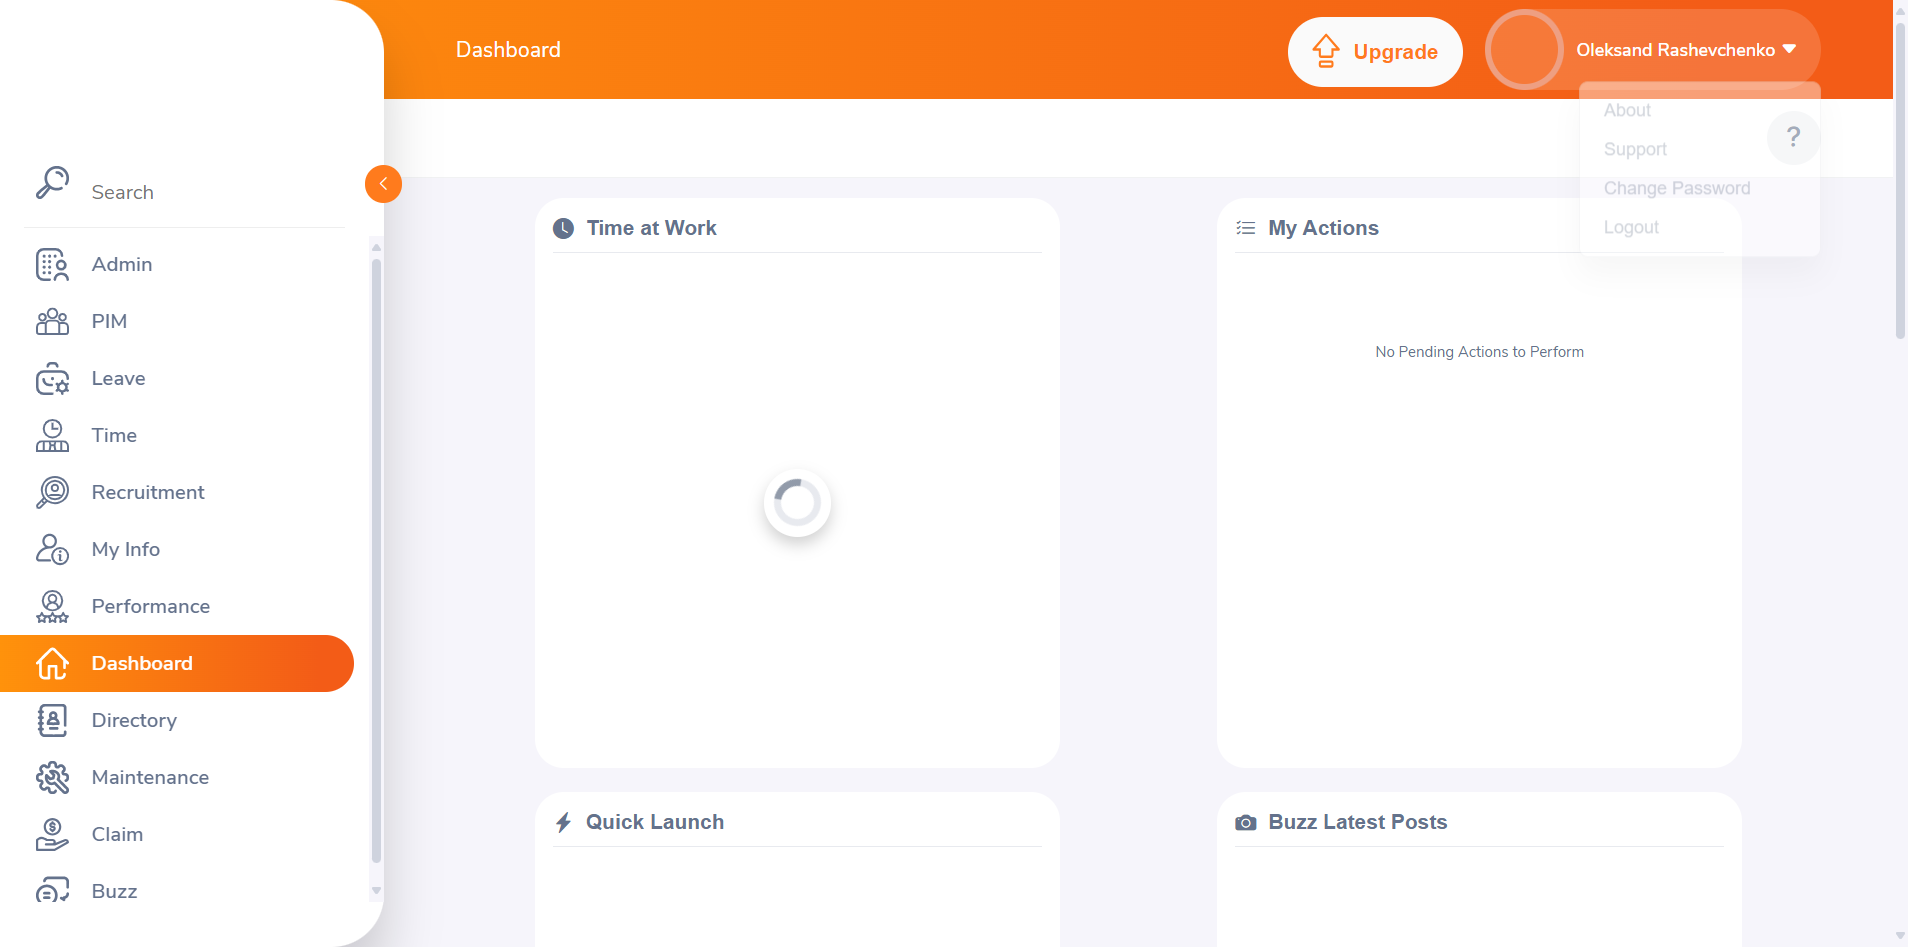 Dashboard
Upgrade
Oleksand Rashevchenko
About
Support
Change Password
Logout
?
Search
Admin
PIM
Leave
Time
Recruitment
My Info
Performance
Dashboard
Directory
Maintenance
Claim
Buzz
Time at Work
My Actions
No Pending Actions to Perform
Quick Launch
Buzz Latest Posts